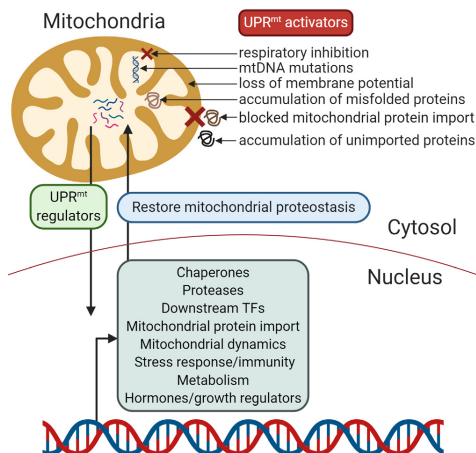 Mitochondria
UPRmt activators
respiratory inhibition
mtDNA mutations
loss of membrane potential
accumulation of misfolded proteins
blocked mitochondrial protein import
accumulation of unimported proteins
UPRmt
regulators
Restore mitochondrial proteostasis
Cytosol
Nucleus
Chaperones
Proteases
Downstream TFs
Mitochondrial protein import
Mitochondrial dynamics
Stress response/immunity
Metabolism
Hormones/growth regulators